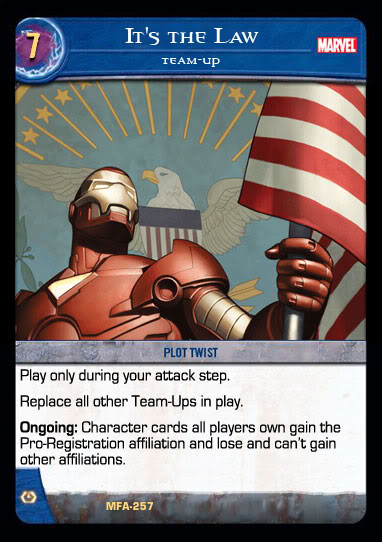 7
It's the Law
MARVEL
TEAM-UP
PLOT TWIST
Play only during your attack step.
Replace all other Team-Ups in play.
Ongoing: Character cards all players own gain the
Pro-Registration affiliation and lose and can't gain
other affiliations.
MFA-257